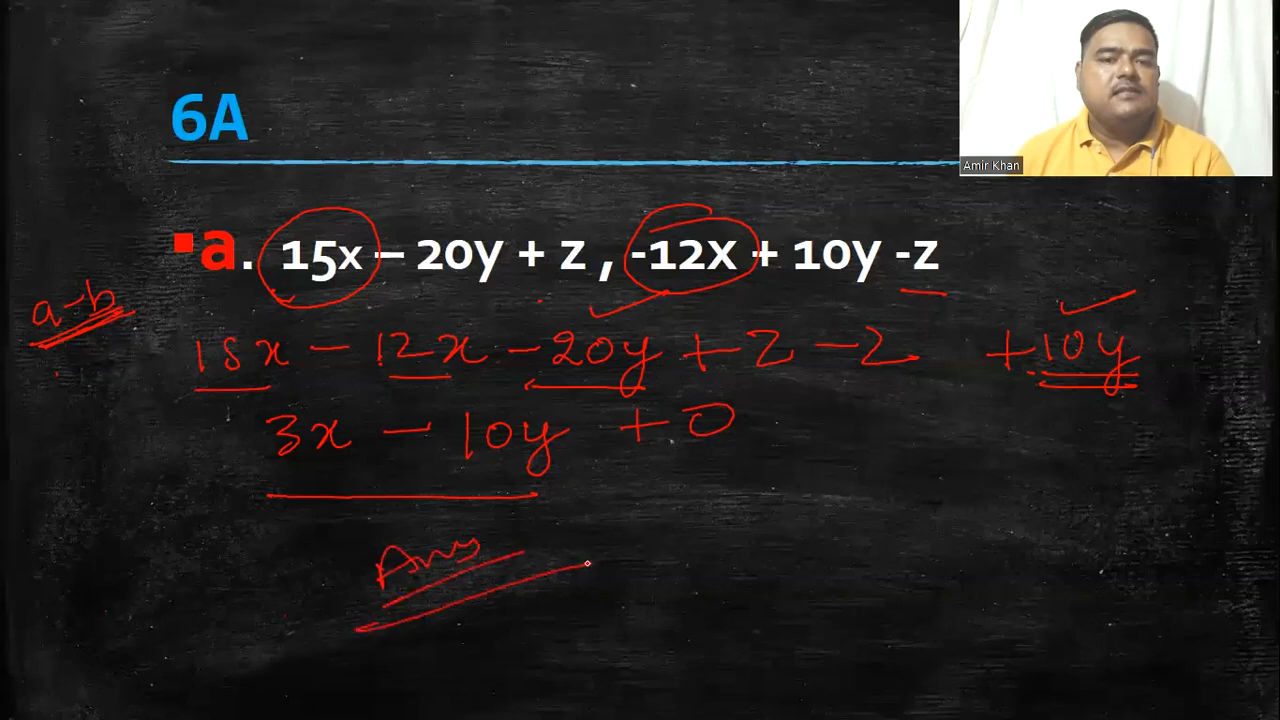 6A
Amir Khan
a. 15x – 20y + z , -12x + 10y -z
a-b
15x - 12x - 20y + z - z + 10y
3x - 10y + 0
Ans